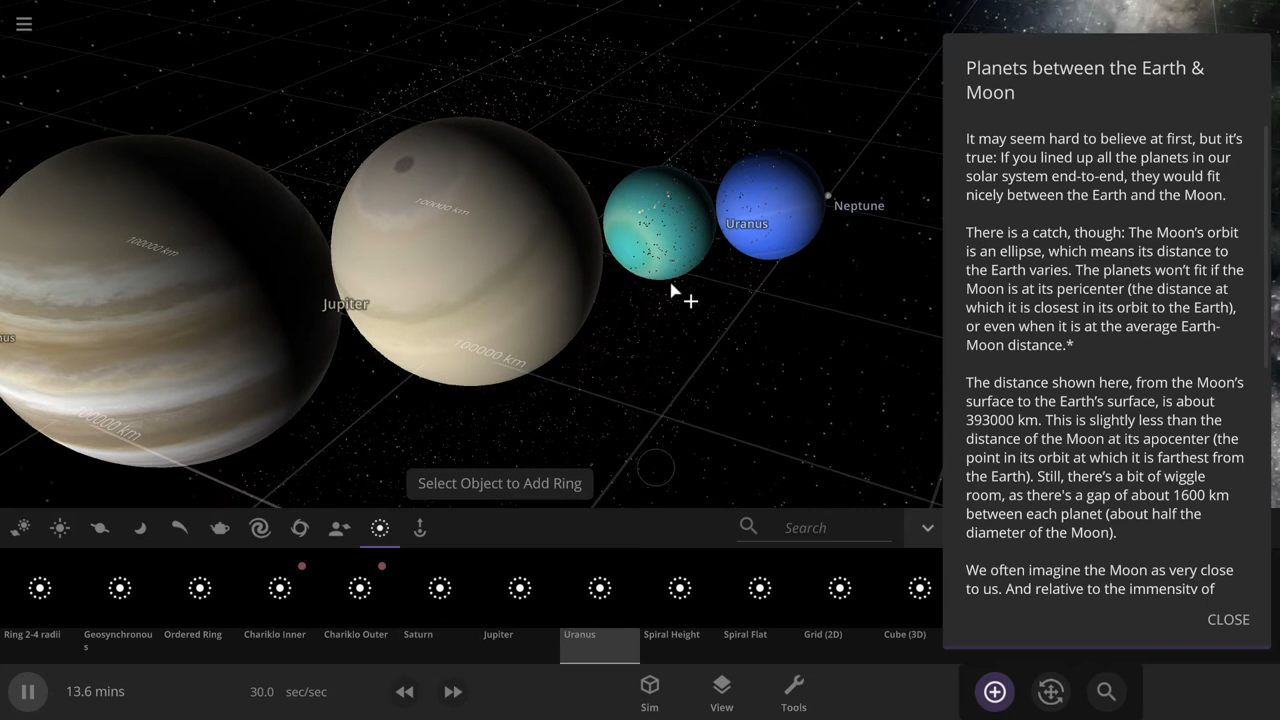 Planets between the Earth &
Moon
It may seem hard to believe at first, but it's
true: If you lined up all the planets in our
solar system end-to-end, they would fit
nicely between the Earth and the Moon.
There is a catch, though: The Moon's orbit
is an ellipse, which means its distance to
the Earth varies. The planets won't fit if the
Moon is at its pericenter (the distance at
which it is closest in its orbit to the Earth),
or even when it is at the average Earth-
Moon distance.*
The distance shown here, from the Moon's
surface to the Earth's surface, is about
393000 km. This is slightly less than the
distance of the Moon at its apocenter (the
point in its orbit at which it is farthest from
the Earth). Still, there's a bit of wiggle
room, as there's a gap of about 1600 km
between each planet (about half the
diameter of the Moon).
We often imagine the Moon as very close
to us. And relative to the immensity of
CLOSE
100000 km
100000 km
Uranus
Neptune
Jupiter
nus
100000 km
100000 km
Select Object to Add Ring
Search
Ring 2-4 radii
Geosynchronou
s
Ordered Ring
Chariklo Inner
Chariklo Outer
Saturn
Jupiter
Uranus
Spiral Height
Spiral Flat
Grid (2D)
Cube (3D)
13.6 mins
30.0 sec/sec
Sim
View
Tools